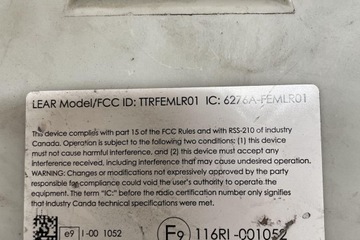 LEAR Model/FCC ID: TTRFEMLR01 IC: 6276A-FEMLR01
This device complies with part 15 of the FCC Rules and with RSS-210 of industry
Canada. Operation is subject to the following two conditions: (1) this device
must not cause harmful interference, and (2) this device must accept any
interference received, including interference that may cause undesired operation.
WARNING: Changes or modifications not expressively approved by the party
responsible for compliance could void the user's authority to operate the
equipment. The term "IC:" before the radio certification number only signifies
that Industry Canda technical specifications were met.
e9 I-00 1052 E9 116RI-001052